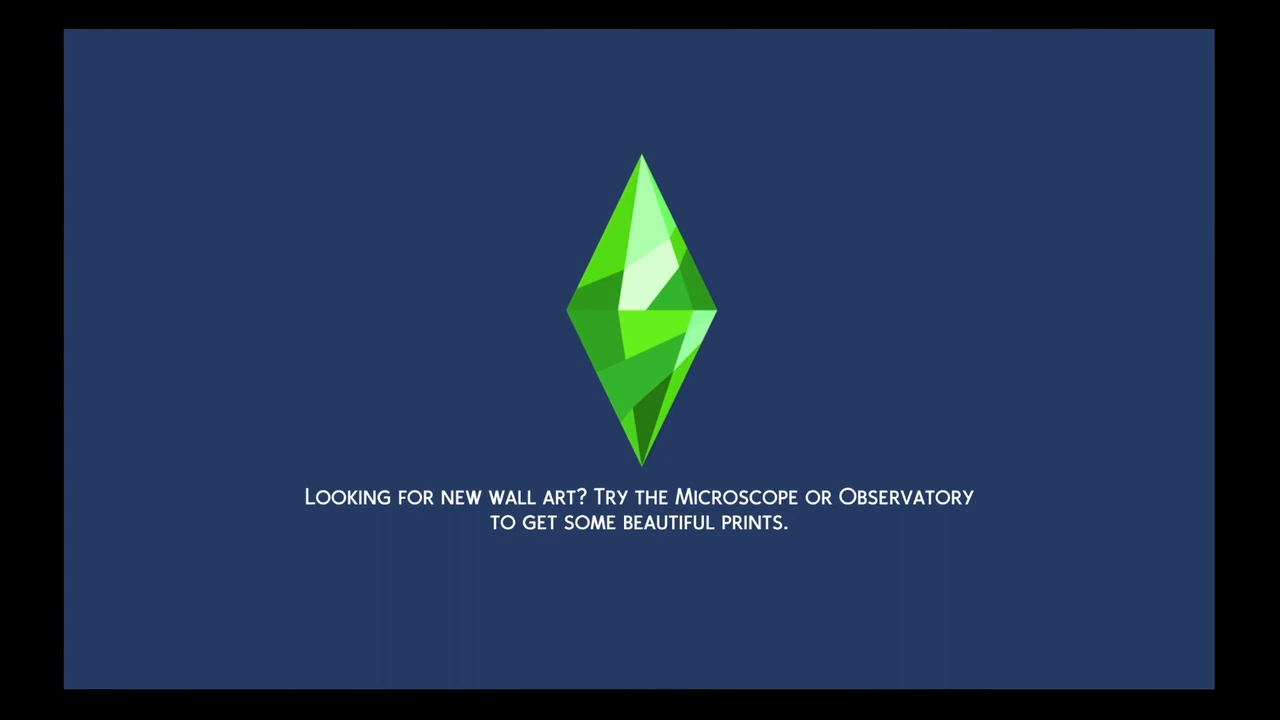 Looking for new wall art? Try the Microscope or Observatory
to get some beautiful prints.